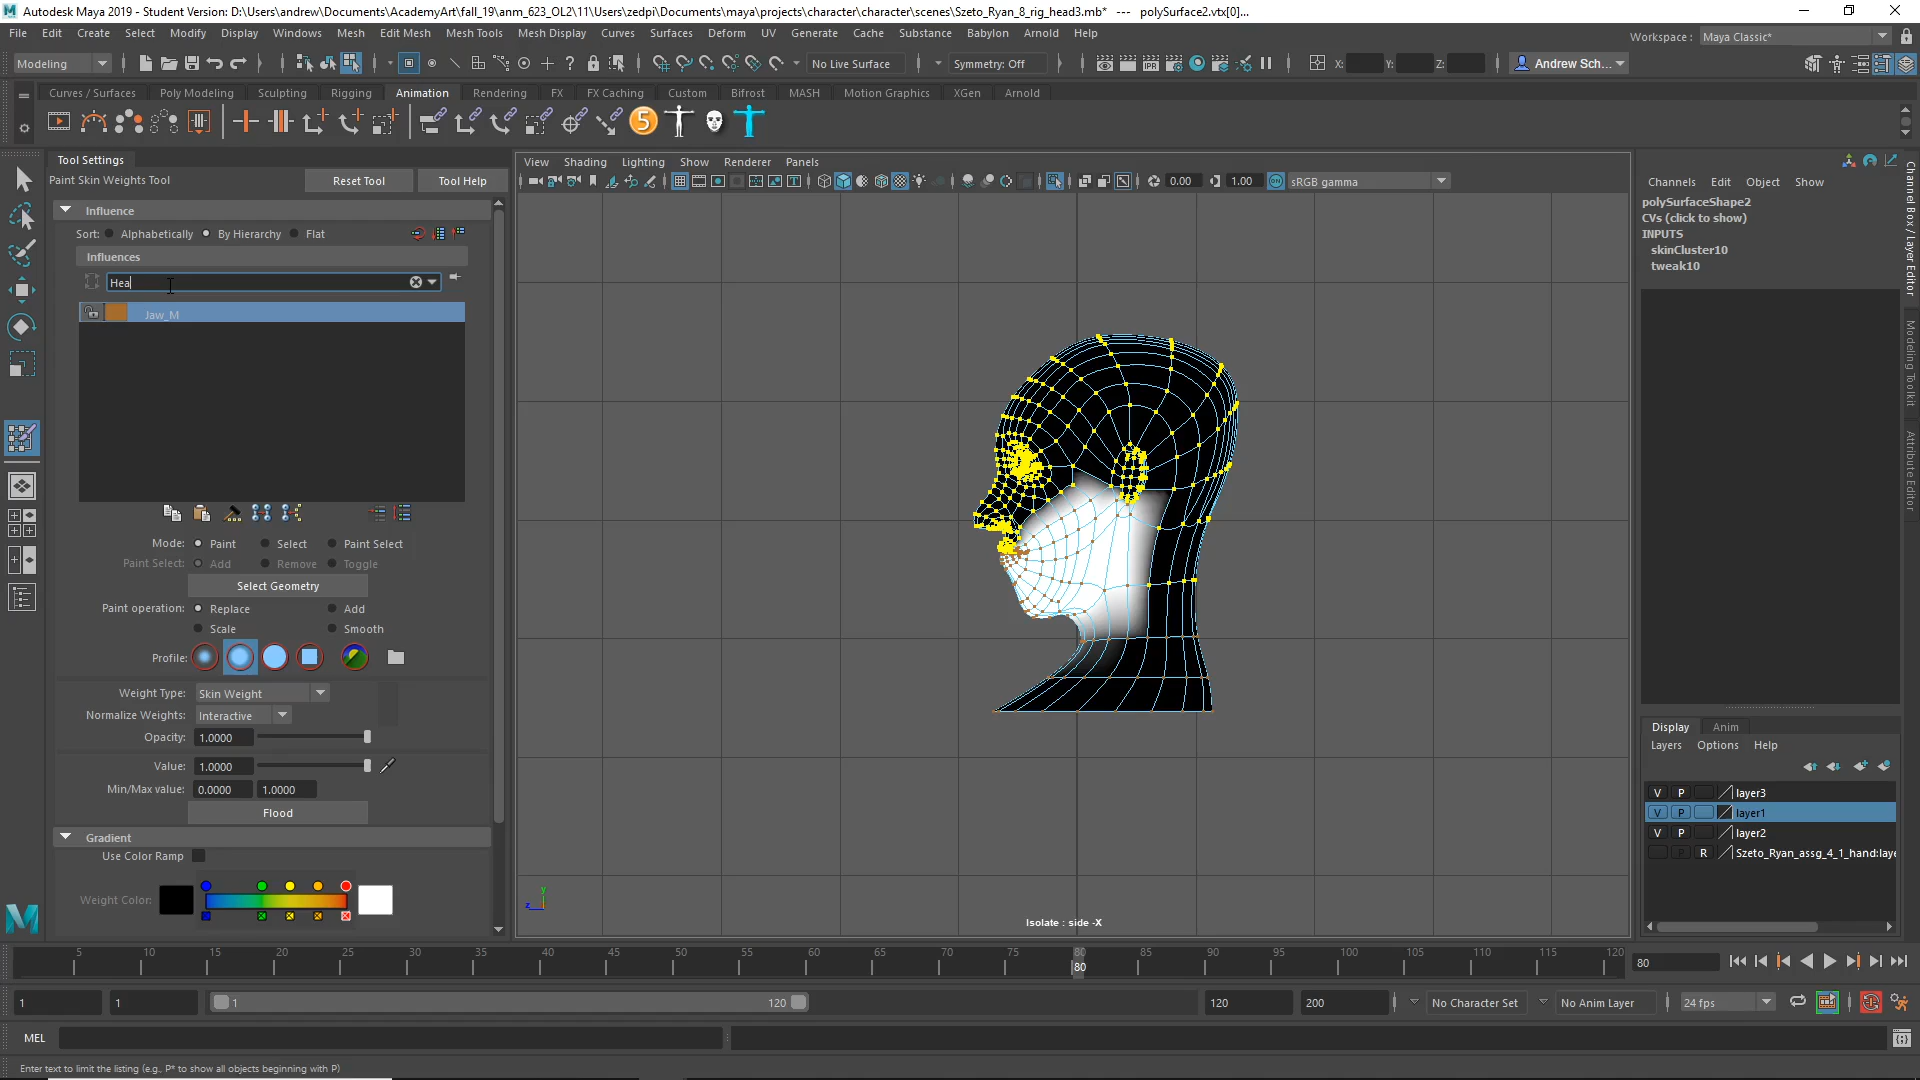 Autodesk Maya 2019 - Student Version: D:\Users\andrew\Documents\AcademyArt\fall_19\anm_623_OL2\11\Users\zedpi\Documents\maya\projects\character\character\scenes\Szeto_Ryan_8_rig_head3.mb* --- polySurface2.vtx[0]...
File Edit Create Select Modify Display Windows Mesh Edit Mesh Mesh Tools Mesh Display Curves Surfaces Deform UV Generate Cache Substance Babylon Arnold Help
Workspace : Maya Classic*
Modeling No Live Surface Symmetry: Off X: Y: Z: Andrew Sch...
Curves / Surfaces Poly Modeling Sculpting Rigging Animation Rendering FX FX Caching Custom Bifrost MASH Motion Graphics XGen Arnold
5
Tool Settings
Paint Skin Weights Tool Reset Tool Tool Help
Influence
Sort: Alphabetically By Hierarchy Flat
Influences
Hea
Jaw_M
Mode: Paint Select Paint Select
Paint Select: Add Remove Toggle
Select Geometry
Paint operation: Replace Add
Scale Smooth
Profile:
Weight Type: Skin Weight
Normalize Weights: Interactive
Opacity: 1.0000
Value: 1.0000
Min/Max value: 0.0000 1.0000
Flood
Gradient
Use Color Ramp
Weight Color:
View Shading Lighting Show Renderer Panels
IPR
0.00 1.00 ON sRGB gamma
y
z
Isolate : side -X
Channels Edit Object Show
polySurfaceShape2
CVs (click to show)
INPUTS
skinCluster10
tweak10
Channel Box / Layer Editor
Modeling Toolkit
Attribute Editor
Display Anim
Layers Options Help
V P layer3
V P layer1
V P layer2
P R Szeto_Ryan_assg_4_1_hand:laye
5 10 15 20 25 30 35 40 45 50 55 60 65 70 75 80 85 90 95 100 105 110 115 120
80 80
1 1 1 120 120 200 No Character Set No Anim Layer 24 fps
MEL
Enter text to limit the listing (e.g., P* to show all objects beginning with P)